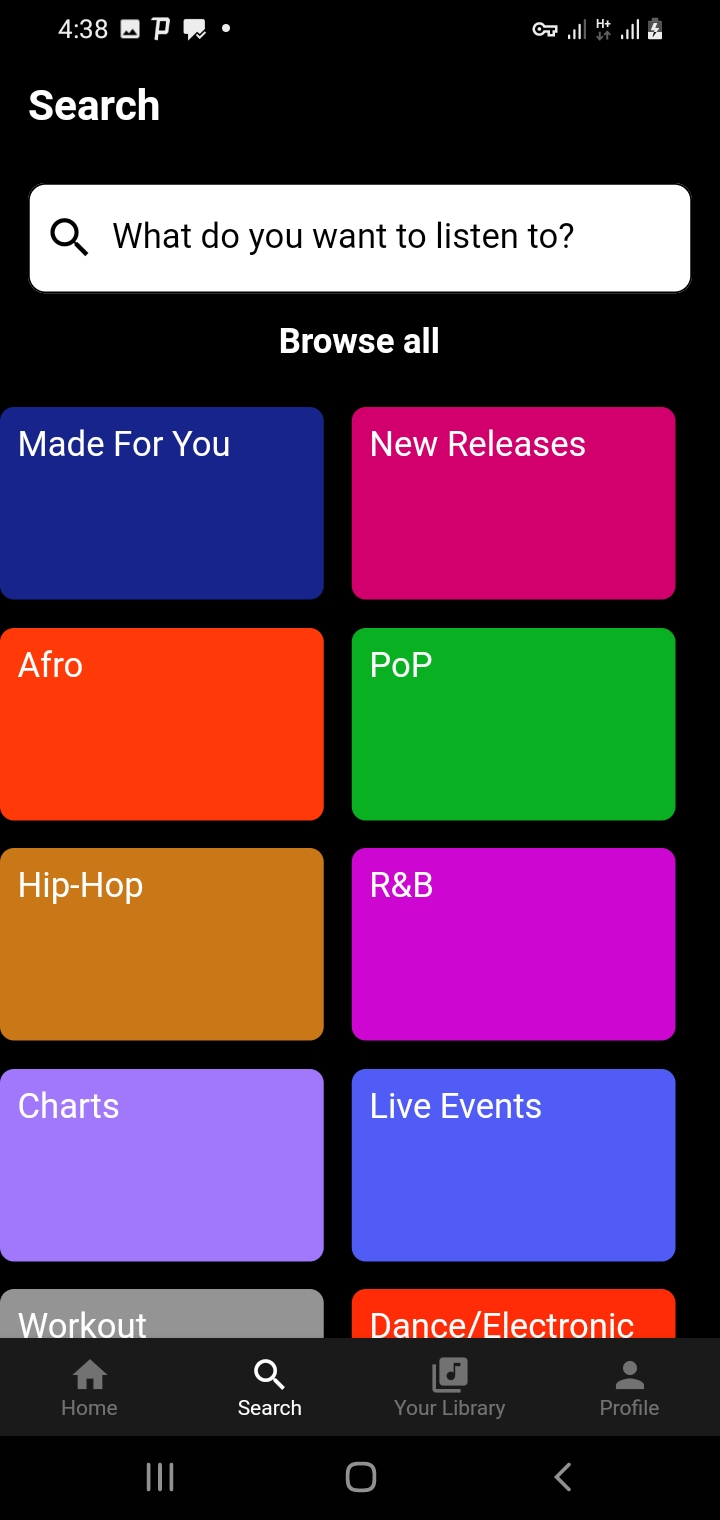 4:38
H+
Search
What do you want to listen to?
Browse all
Made For You
New Releases
Afro
PoP
Hip-Hop
R&B
Charts
Live Events
Workout
Dance/Electronic
Home
Search
Your Library
Profile